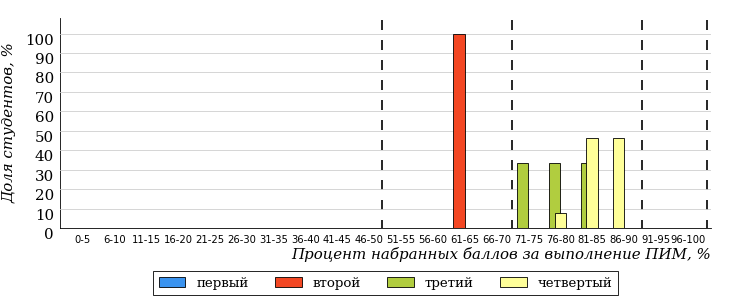 Доля студентов, %
100
90
80
70
60
50
40
30
20
10
0
0-5 6-10 11-15 16-20 21-25 26-30 31-35 36-40 41-45 46-50 51-55 56-60 61-65 66-70 71-75 76-80 81-85 86-90 91-95 96-100
Процент набранных баллов за выполнение ПИМ, %
первый второй третий четвертый